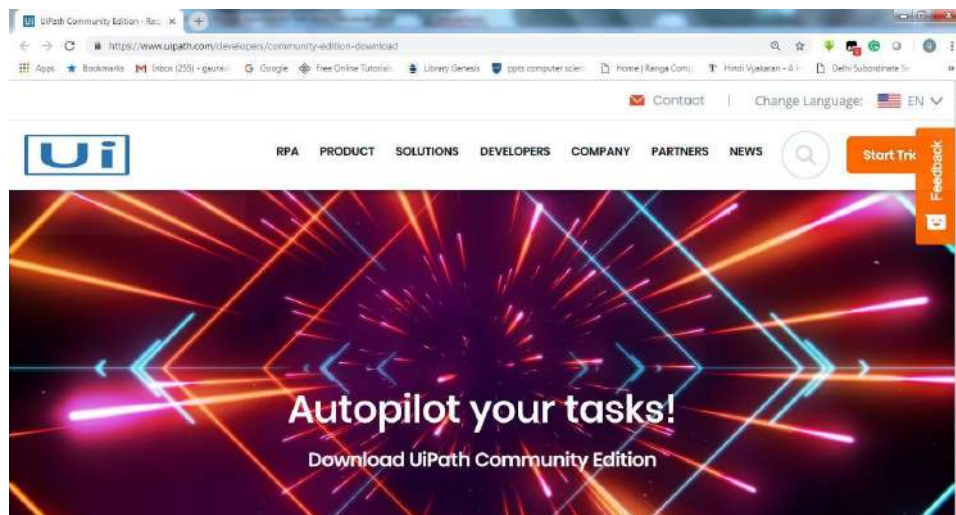 UiPath Community Edition - Re
https://www.uipath.com/developers/community-edition-download
Apps Bookmarks Inbox (255) - gaurav Google Free Online Tutorials Library Genesis ppts computer scien Home | Ranga Conq Hindi Vyakaran - A Delhi Subordinate Se
Contact | Change Language: EN
Ui RPA PRODUCT SOLUTIONS DEVELOPERS COMPANY PARTNERS NEWS Start Tri
Feedback
Autopilot your tasks!
Download UiPath Community Edition